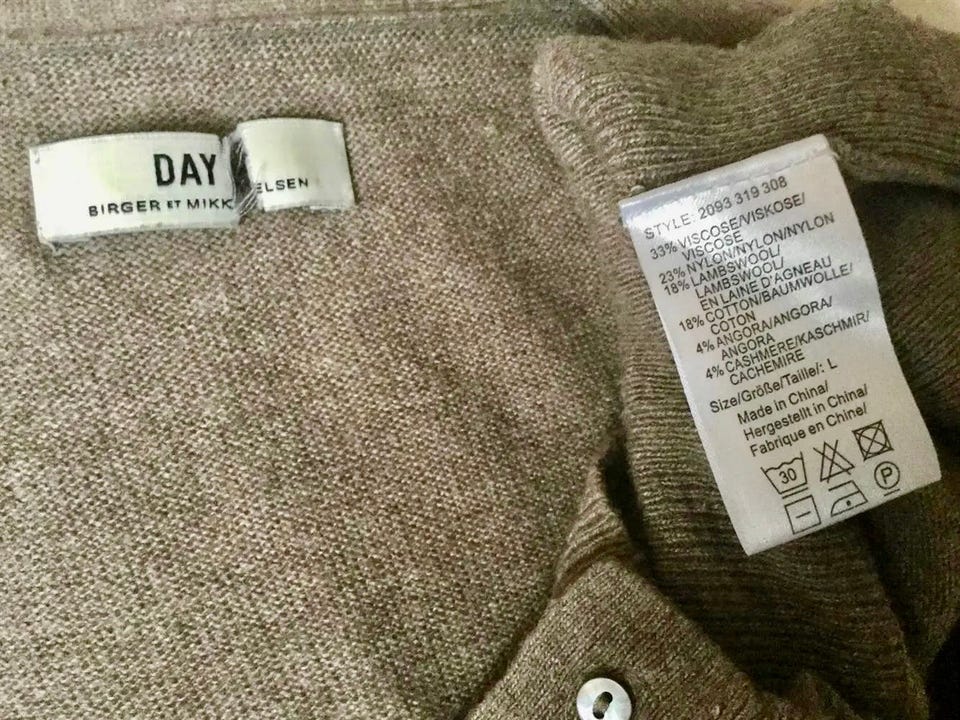 DAY
BIRGER ET MIKK ELSEN
STYLE: 2093 319 308
33% VISCOSE/VISKOSE/
VISCOSE
23% NYLON/NYLON/NYLON
18% LAMBSWOOL/
LAMBSWOOL/
EN LAINE D'AGNEAU
18% COTTON/BAUMWOLLE/
COTON
4% ANGORA/ANGORA/
ANGORA
4% CASHMERE/KASCHMIR/
CACHEMIRE
Size/Größe/Taille/: L
Made in China/
Hergestellt in China/
Fabrique en Chine/
30
P